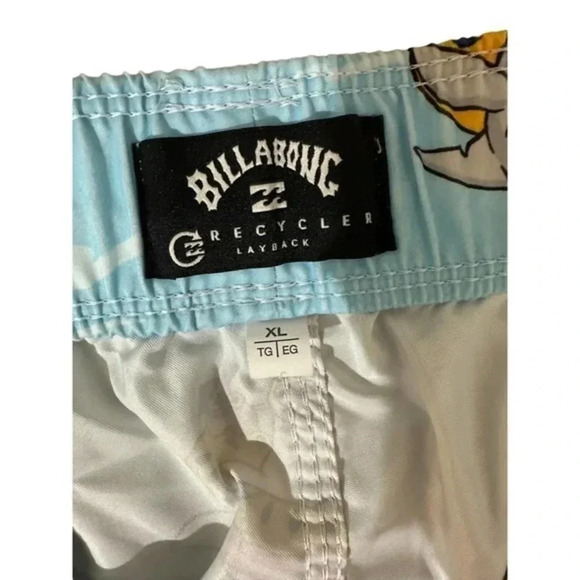 BILLABONG
RECYCLER
LAYBACK
XL
TG | EG